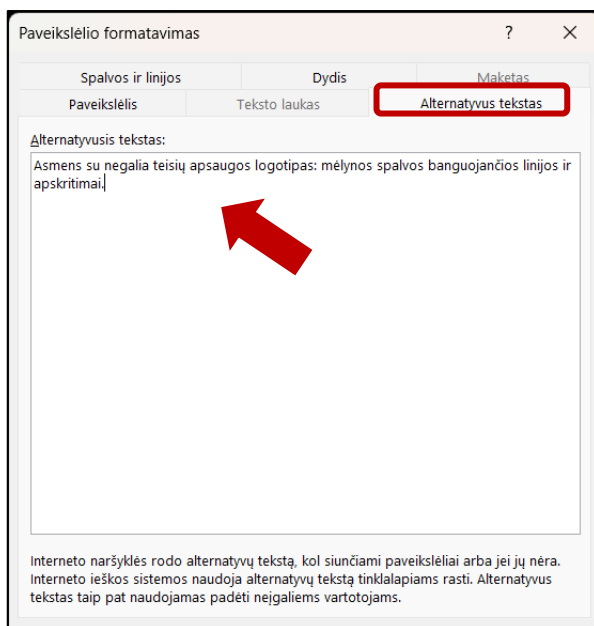 Paveikslėlio formatavimas
?
Spalvos ir linijos
Dydis
Maketas
Paveikslėlis
Teksto laukas
Alternatyvus tekstas
Alternatyvusis tekstas:
Asmens su negalia teisių apsaugos logotipas: mėlynos spalvos banguojančios linijos ir
apskritimai.
Interneto naršyklės rodo alternatyvų tekstą, kol siunčiami paveikslėliai arba jei jų nėra.
Interneto ieškos sistemos naudoja alternatyvų tekstą tinklalapiams rasti. Alternatyvus
tekstas taip pat naudojamas padėti neįgaliems vartotojams.